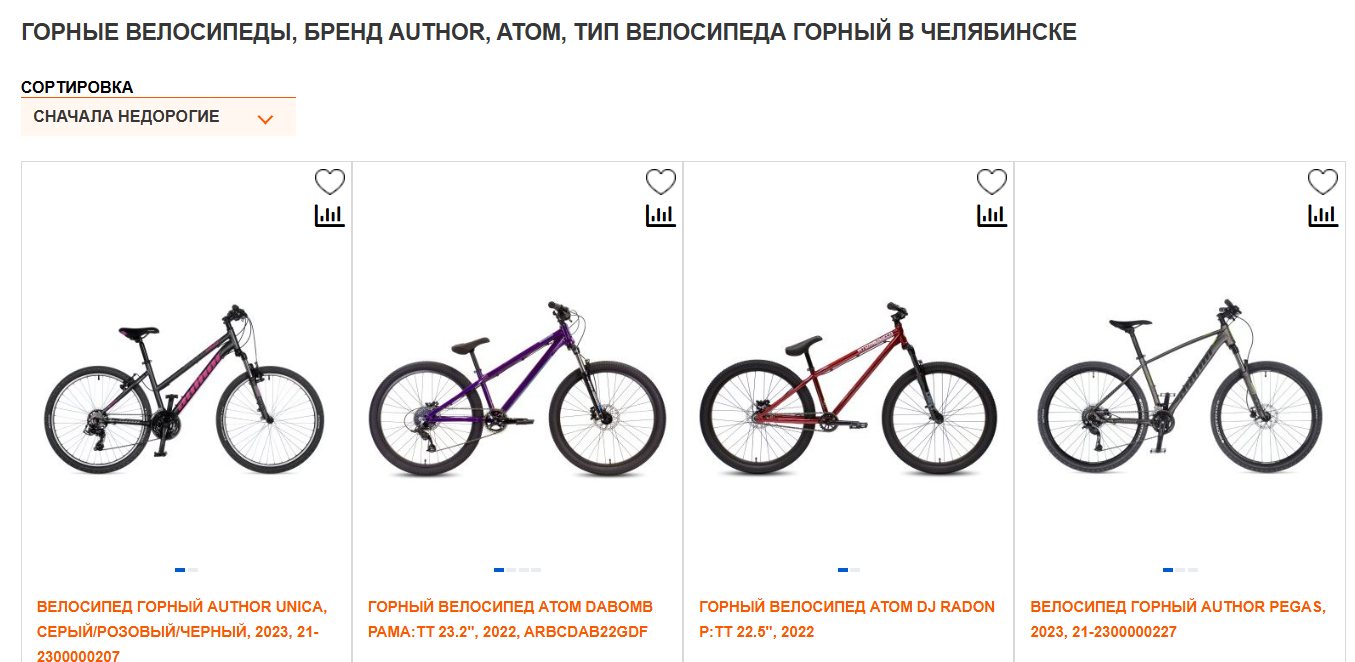 ГОРНЫЕ ВЕЛОСИПЕДЫ, БРЕНД AUTHOR, ATOM, ТИП ВЕЛОСИПЕДА ГОРНЫЙ В ЧЕЛЯБИНСКЕ
СОРТИРОВКА
СНАЧАЛА НЕДОРОГИЕ
ВЕЛОСИПЕД ГОРНЫЙ AUTHOR UNICA,
СЕРЫЙ/РОЗОВЫЙ/ЧЕРНЫЙ, 2023, 21-
2300000207
ГОРНЫЙ ВЕЛОСИПЕД ATOM DABOMB
РАМА:ТТ 23.2", 2022, ARBCDAB22GDF
ГОРНЫЙ ВЕЛОСИПЕД ATOM DJ RADON
Р:ТТ 22.5", 2022
ВЕЛОСИПЕД ГОРНЫЙ AUTHOR PEGAS,
2023, 21-2300000227